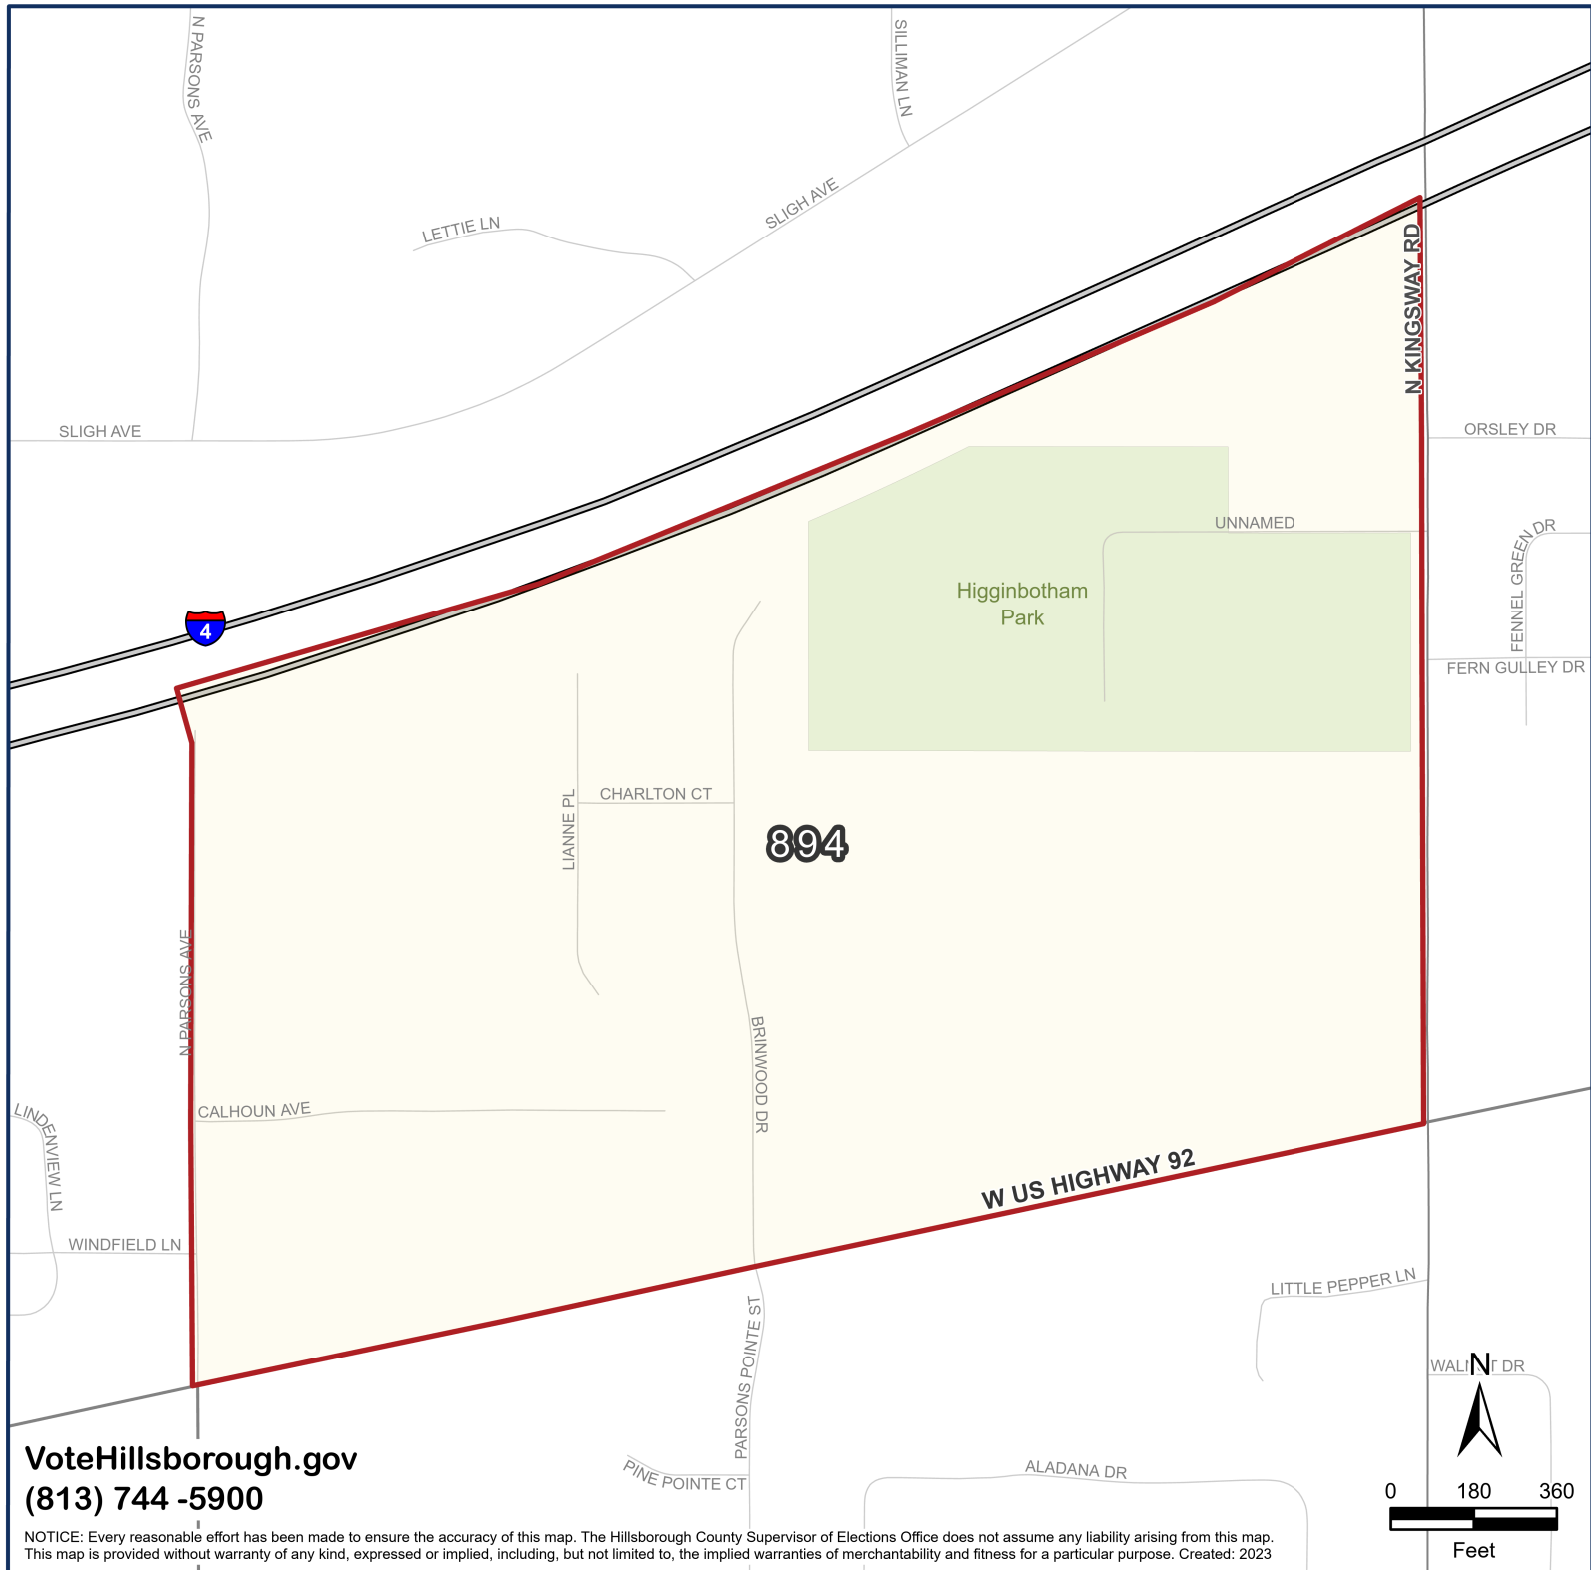 N PARSONS AVE
SILLIMAN LN
SLIGH AVE
LETTIE LN
N KINGSWAY RD
SLIGH AVE
ORSLEY DR
UNNAMED
FENNEL GREEN DR
Higginbotham
Park
4
FERN GULLEY DR
CHARLTON CT
LIANNE PL
894
N PARSONS AVE
BRINWOOD DR
CALHOUN AVE
LINDENVIEW LN
W US HIGHWAY 92
WINDFIELD LN
LITTLE PEPPER LN
PARSONS POINTE ST
N
DR
PINE POINTE CT
ALADANA DR
VoteHillsborough.gov
(813) 744 -5900
0 180 360
Feet
NOTICE: Every reasonable effort has been made to ensure the accuracy of this map. The Hillsborough County Supervisor of Elections Office does not assume any liability arising from this map.
This map is provided without warranty of any kind, expressed or implied, including, but not limited to, the implied warranties of merchantability and fitness for a particular purpose. Created: 2023